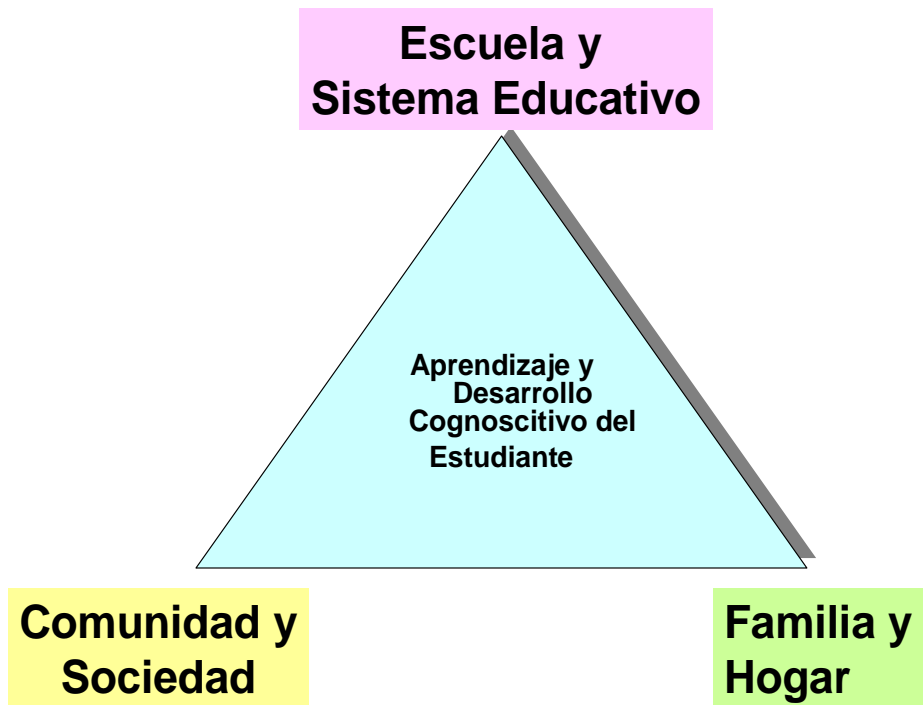 Escuela y
Sistema Educativo
Aprendizaje y
Desarrollo
Cognoscitivo del
Estudiante
Comunidad y
Sociedad
Familia y
Hogar